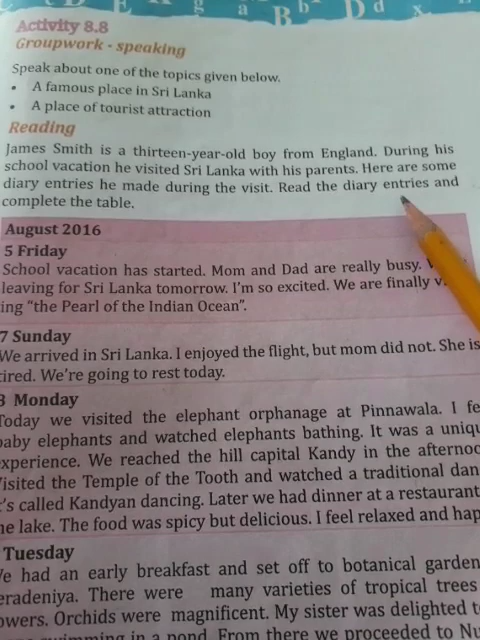 E g a B b D d x
Activity 8.8
Groupwork - speaking
Speak about one of the topics given below.
• A famous place in Sri Lanka
• A place of tourist attraction
Reading
James Smith is a thirteen-year-old boy from England. During his
school vacation he visited Sri Lanka with his parents. Here are some
diary entries he made during the visit. Read the diary entries and
complete the table.
August 2016
5 Friday
School vacation has started. Mom and Dad are really busy.
leaving for Sri Lanka tomorrow. I'm so excited. We are finally
ing "the Pearl of the Indian Ocean".
7 Sunday
We arrived in Sri Lanka. I enjoyed the flight, but mom did not. She is
tired. We're going to rest today.
Monday
Today we visited the elephant orphanage at Pinnawala. I
baby elephants and watched elephants bathing. It was a
experience. We reached the hill capital Kandy in the
Visited the Temple of the Tooth and watched a traditional
It's called Kandyan dancing. Later we had dinner at a restaurant
the lake. The food was spicy but delicious. I feel relaxed and
Tuesday
We had an early breakfast and set off to botanical
There were many varieties of tropical trees
Orchids were magnificent. My sister was delighted
swimming in a pond. From there we proceeded to